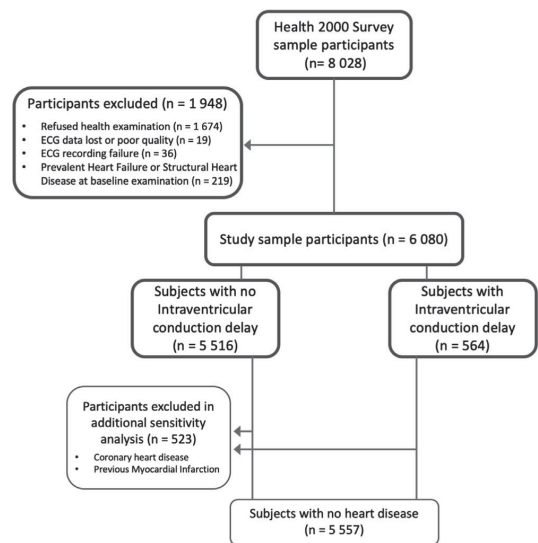 Health 2000 Survey
sample participants
(n= 8 028)
Participants excluded (n = 1 948)
• Refused health examination (n = 1 674)
• ECG data lost or poor quality (n = 19)
• ECG recording failure (n = 36)
• Prevalent Heart Failure or Structural Heart
Disease at baseline examination (n = 219)
Study sample participants (n = 6 080)
Subjects with no
Intraventricular
conduction delay
(n = 5 516)
Subjects with
Intraventricular
conduction delay
(n = 564)
Participants excluded in
additional sensitivity
analysis (n = 523)
• Coronary heart disease
• Previous Myocardial Infarction
Subjects with no heart disease
(n = 5 557)